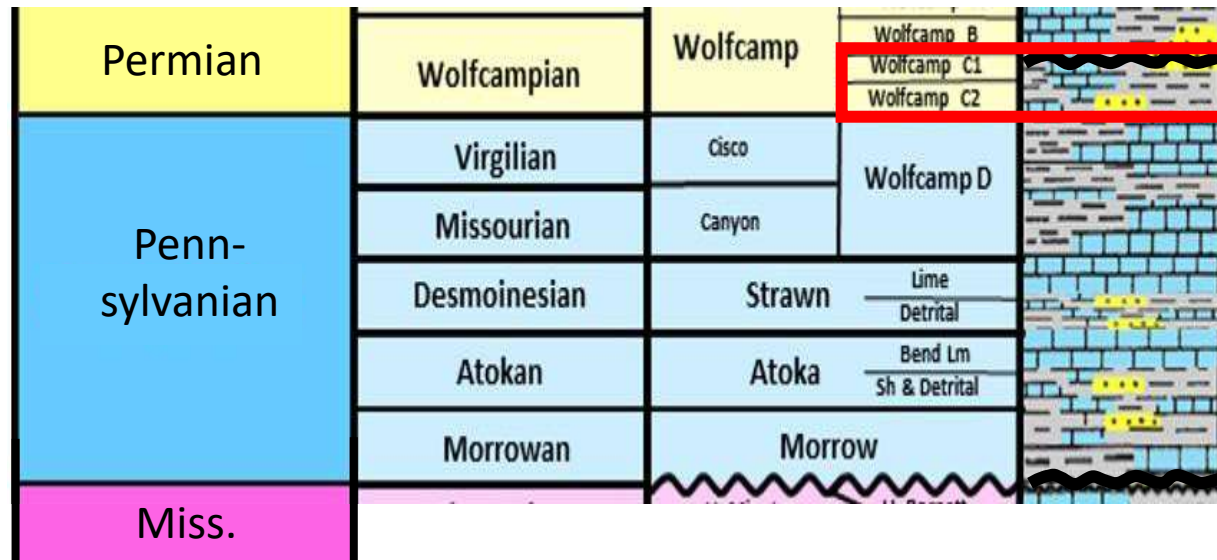 Permian
Wolfcampian
Wolfcamp
Wolfcamp B
Wolfcamp C1
Wolfcamp C2
Penn-
sylvanian
Virgilian
Cisco
Wolfcamp D
Missourian
Canyon
Desmoinesian
Strawn
Lime
Detrital
Atokan
Atoka
Bend Lm
Sh & Detrital
Morrowan
Morrow
Miss.